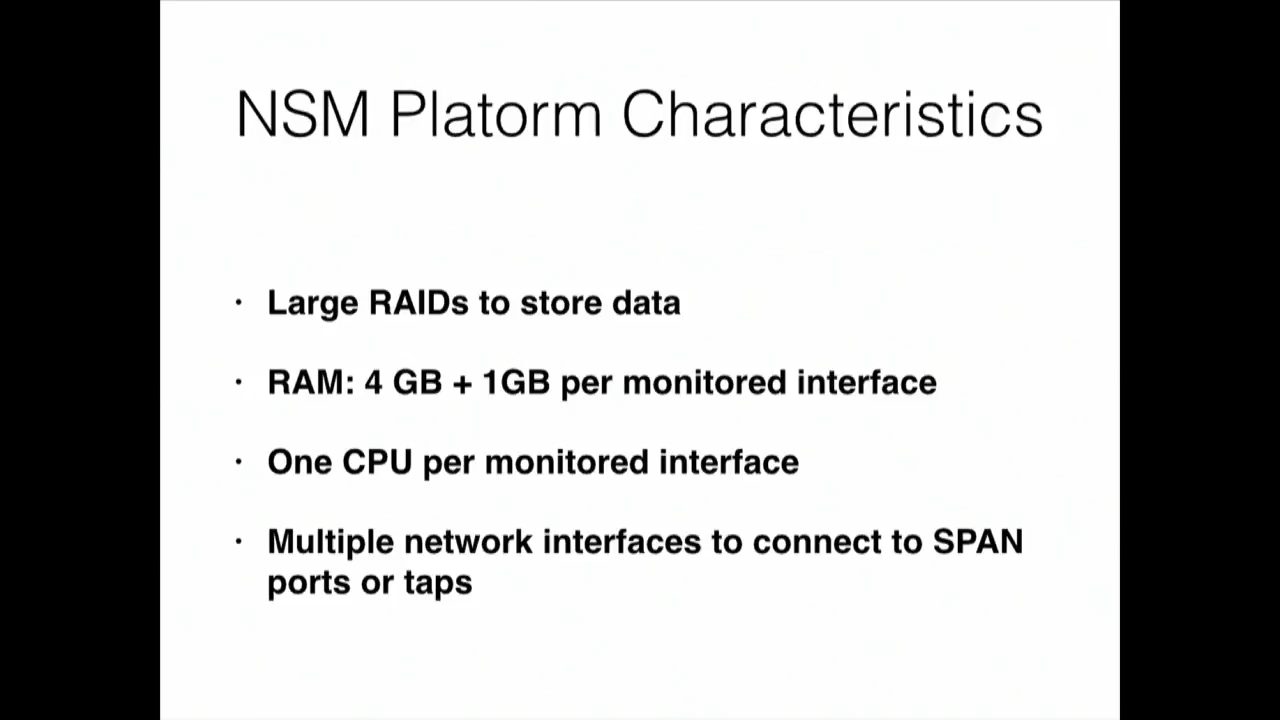 NSM Platorm Characteristics
• Large RAIDs to store data
• RAM: 4 GB + 1GB per monitored interface
• One CPU per monitored interface
• Multiple network interfaces to connect to SPAN
ports or taps